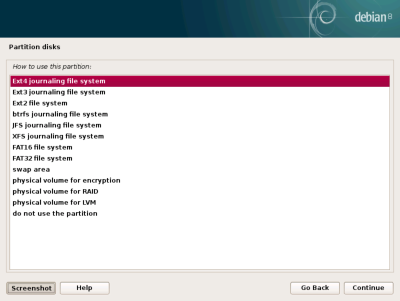 debian
Partition disks
How to use this partition:
Ext4 journaling file system
Ext3 journaling file system
Ext2 file system
btrfs journaling file system
JFS journaling file system
XFS journaling file system
FAT16 file system
FAT32 file system
swap area
physical volume for encryption
physical volume for RAID
physical volume for LVM
do not use the partition
Screenshot
Help
Go Back
Continue